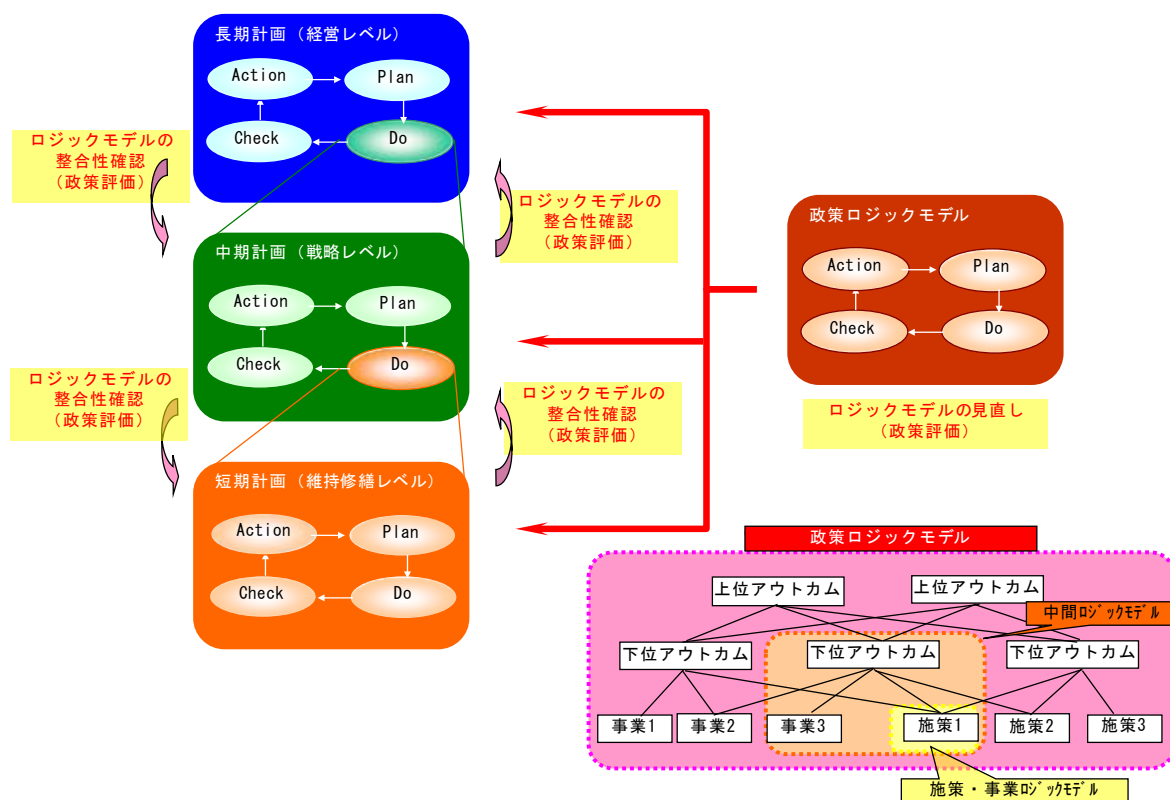 長期計画（経営レベル）
Action
Plan
Check
Do
ロジックモデルの
整合性確認
（政策評価）
ロジックモデルの
整合性確認
（政策評価）
中期計画（戦略レベル）
Action
Plan
Check
Do
ロジックモデルの
整合性確認
（政策評価）
ロジックモデルの
整合性確認
（政策評価）
短期計画（維持修繕レベル）
Action
Plan
Check
Do
政策ロジックモデル
Action
Plan
Check
Do
ロジックモデルの見直し
（政策評価）
政策ロジックモデル
上位アウトカム
上位アウトカム
中間ﾛｼﾞｯｸﾓﾃﾞﾙ
下位アウトカム
下位アウトカム
下位アウトカム
事業1
事業2
事業3
施策1
施策2
施策3
施策・事業ﾛｼﾞｯｸﾓﾃﾞﾙ